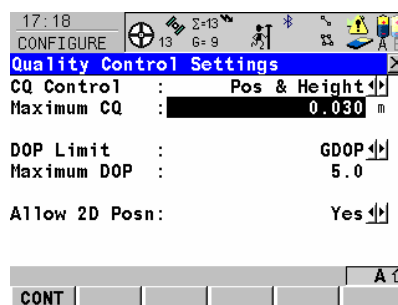 17:18
CONFIGURE
13
Σ=13
G= 9
Quality Control Settings
CQ Control : Pos & Height
Maximum CQ : 0.030 m
DOP Limit : GDOP
Maximum DOP : 5.0
Allow 2D Posn: Yes
A⇧
CONT